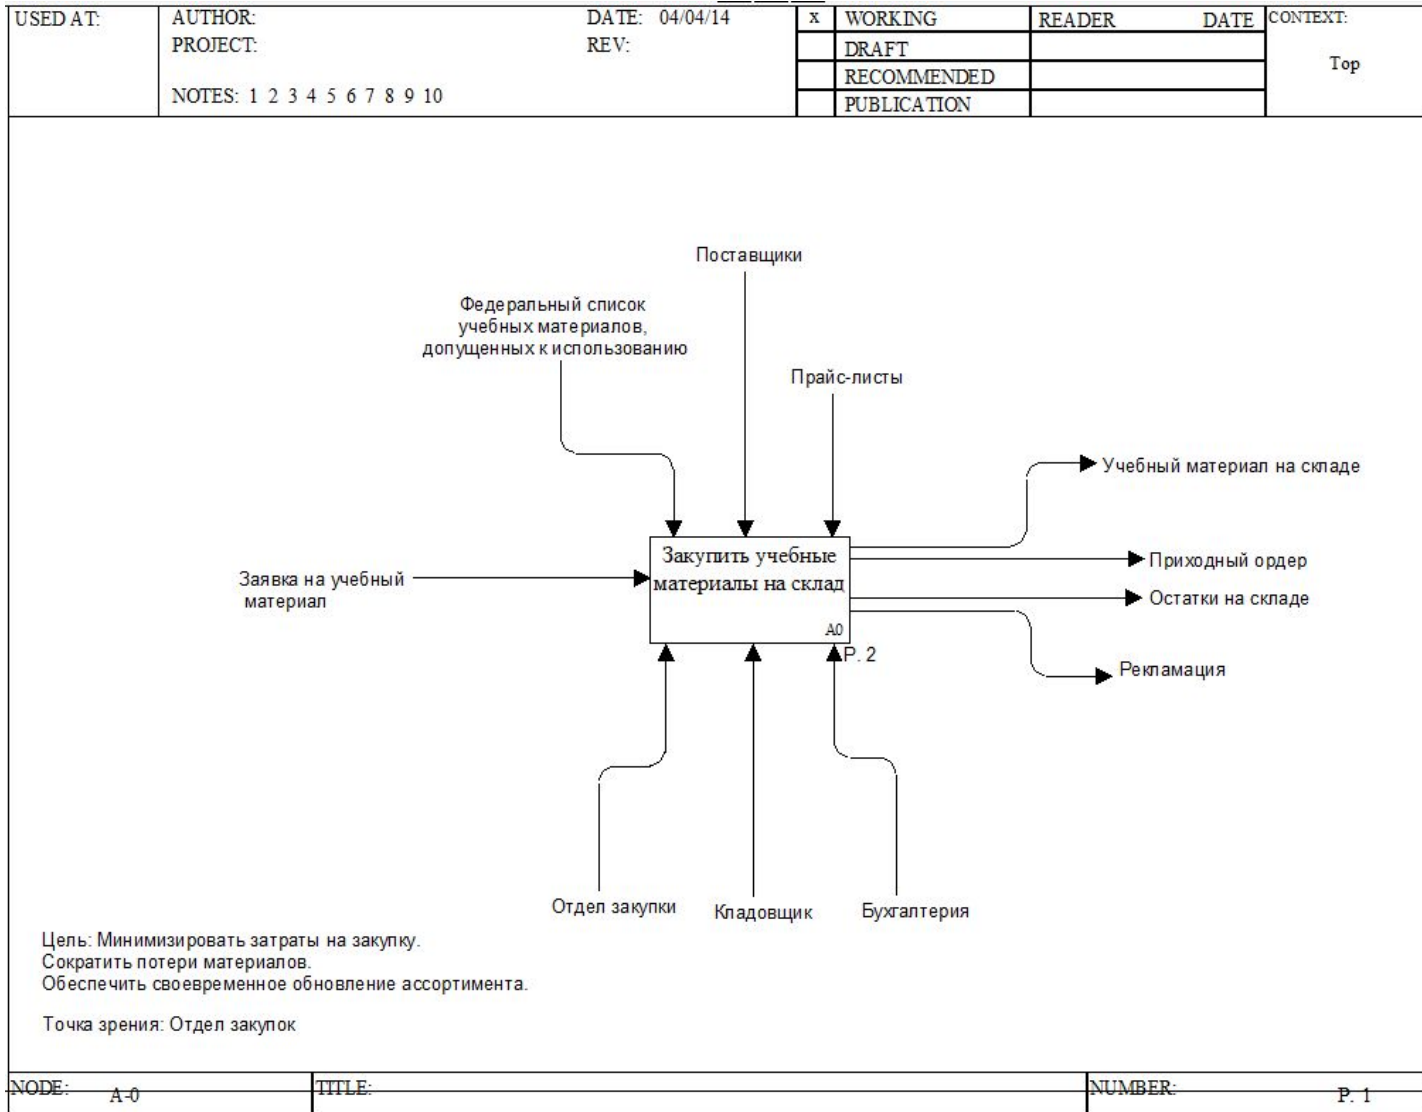 USED AT:
AUTHOR:
DATE: 04/04/14
PROJECT:
REV:
NOTES: 1 2 3 4 5 6 7 8 9 10
x WORKING
DRAFT
RECOMMENDED
PUBLICATION
READER DATE
CONTEXT:
Top
Поставщики
Федеральный список
учебных материалов,
допущенных к использованию
Прайс-листы
Учебный материал на складе
Закупить учебные
материалы на склад
A0
P. 2
Заявка на учебный
материал
Приходный ордер
Остатки на складе
Рекламация
Отдел закупки
Кладовщик
Бухгалтерия
Цель: Минимизировать затраты на закупку.
Сократить потери материалов.
Обеспечить своевременное обновление ассортимента.
Точка зрения: Отдел закупок
NODE: A-0
TITLE:
NUMBER: P. 1